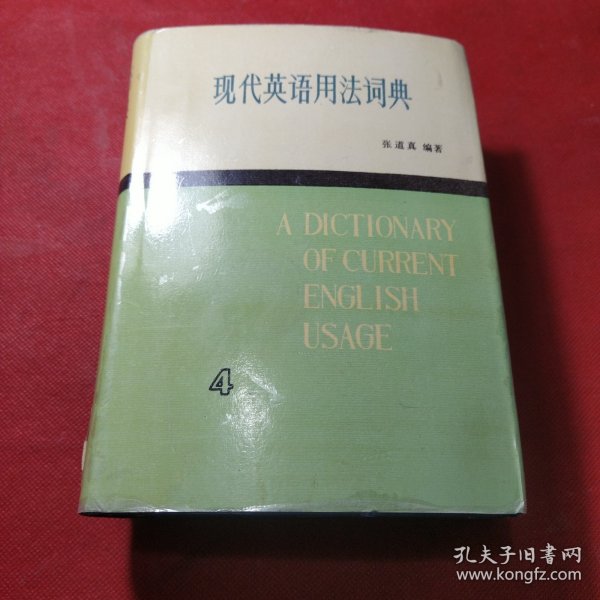 现代英语用法词典
张道真 编著
A DICTIONARY
OF CURRENT
ENGLISH
USAGE
4
孔夫子旧书网
www.kongfz.com